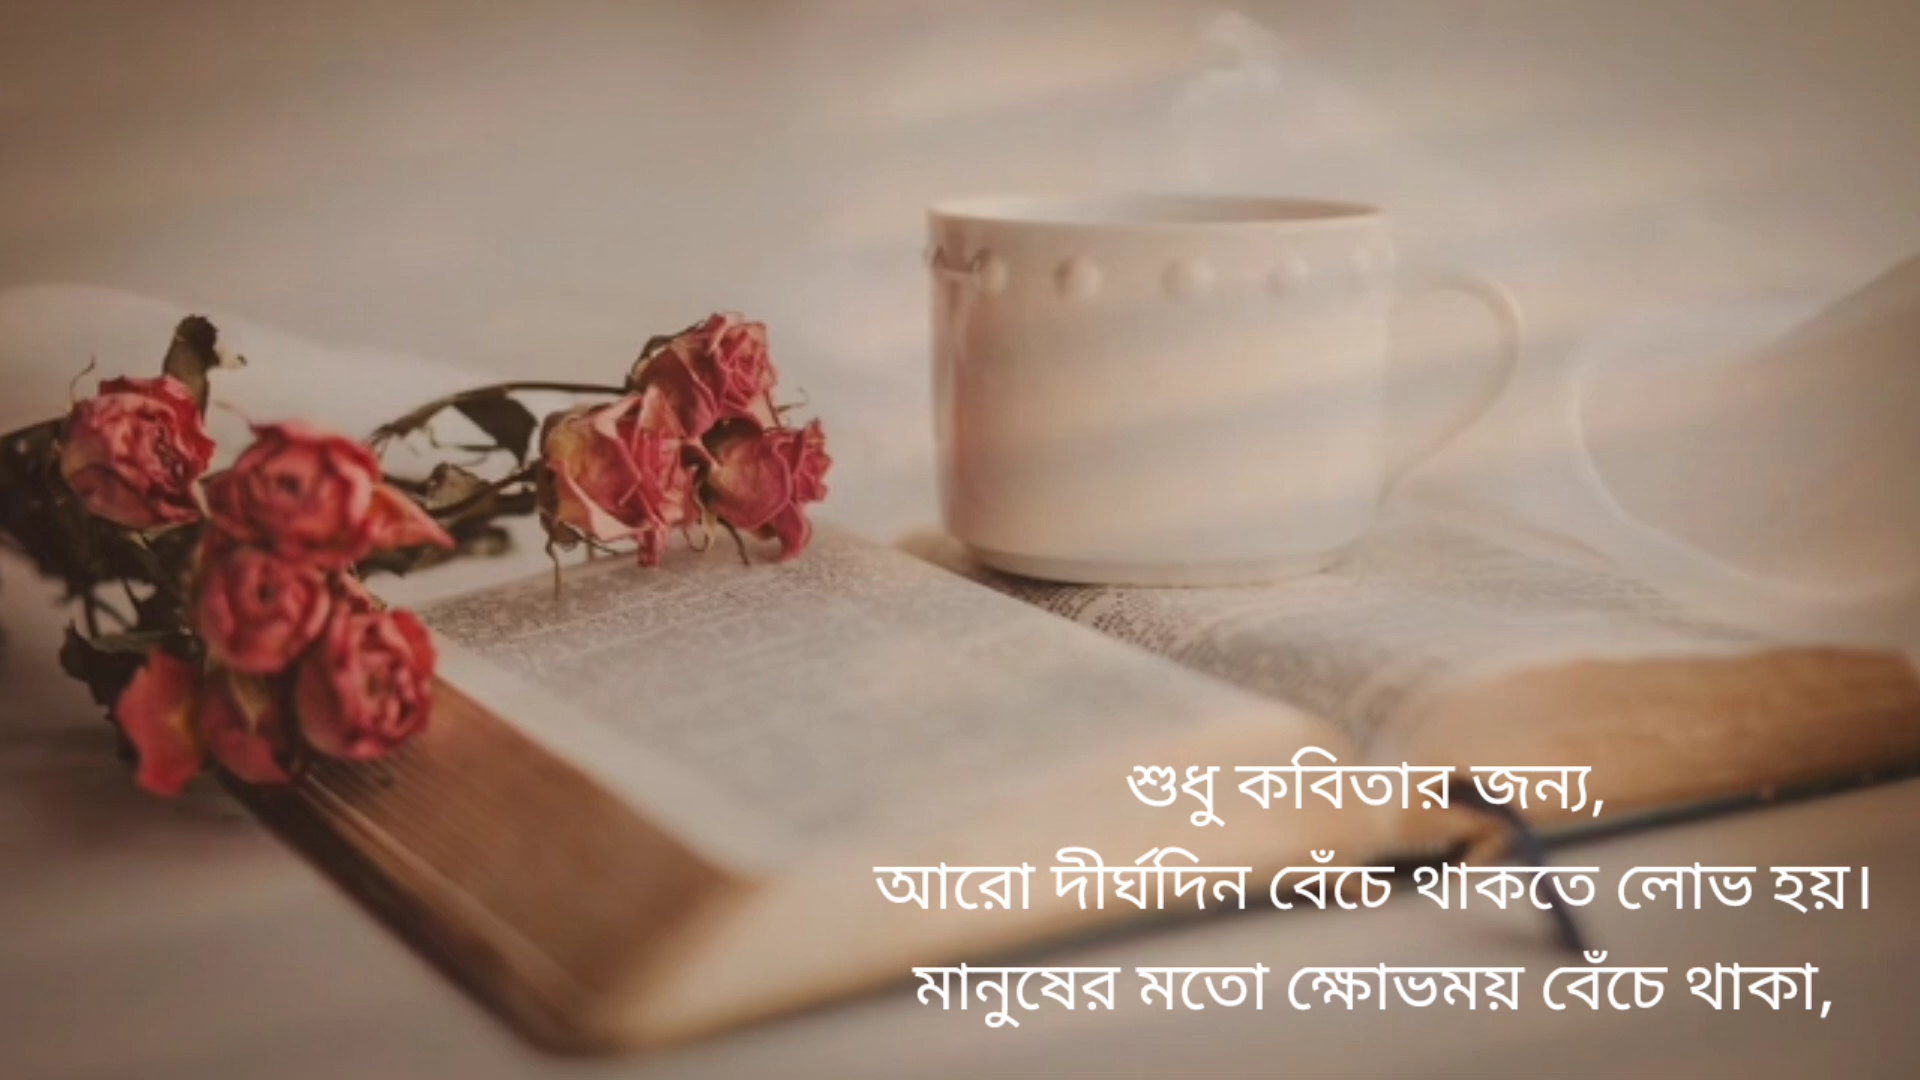 শুধু কবিতার জন্য,
আরো দীর্ঘদিন বেঁচে থাকতে লোভ হয়।
মানুষের মতো ক্ষোভময় বেঁচে থাকা,